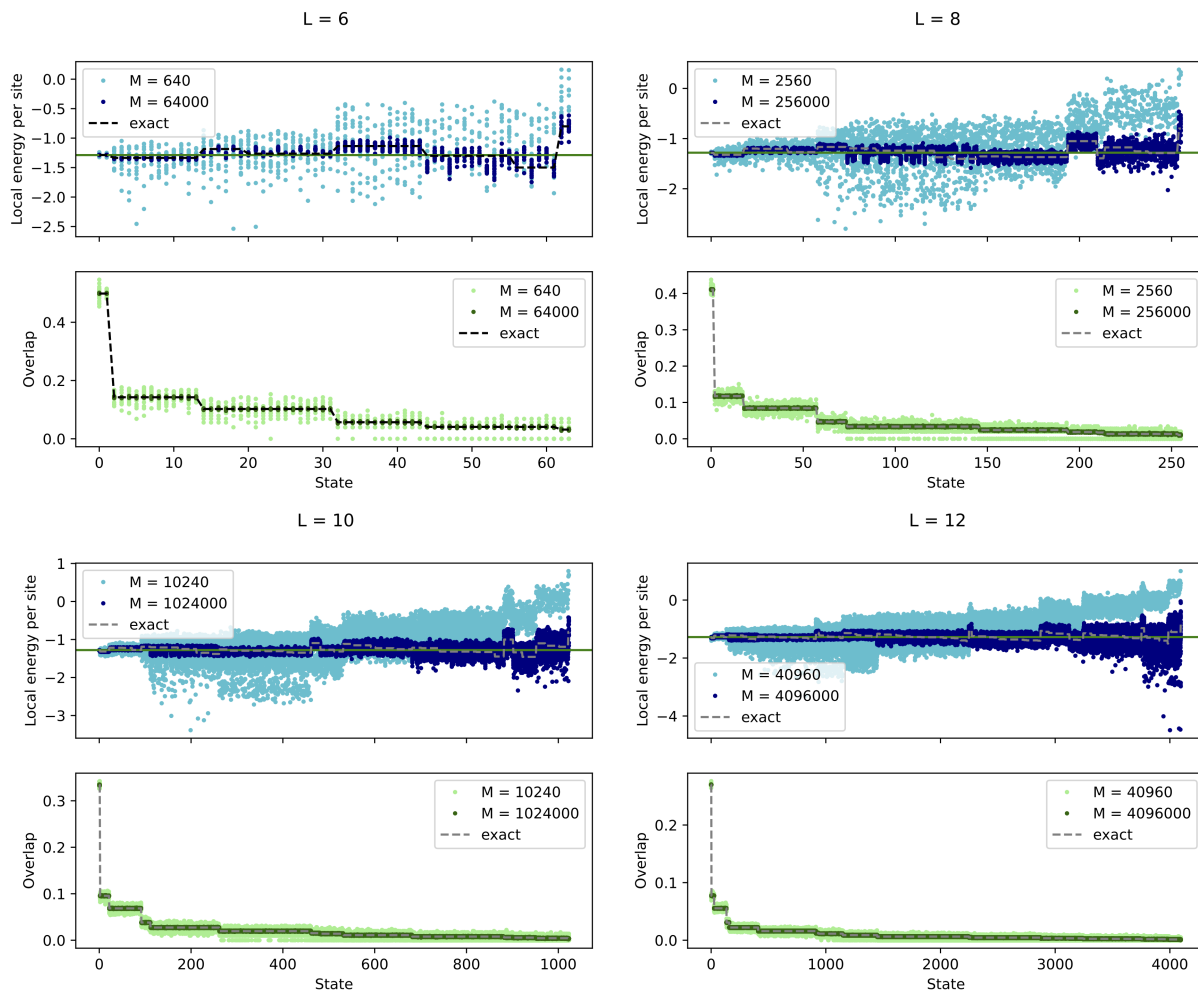 L = 6
Local energy per site
0.0
−0.5
−1.0
−1.5
−2.0
−2.5
M = 640
M = 64000
exact
Overlap
0.4
0.2
0.0
M = 640
M = 64000
exact
0 10 20 30 40 50 60
State
L = 8
Local energy per site
0
−1
−2
M = 2560
M = 256000
exact
Overlap
0.4
0.3
0.2
0.1
0.0
M = 2560
M = 256000
exact
0 50 100 150 200 250
State
L = 10
Local energy per site
1
0
−1
−2
−3
M = 10240
M = 1024000
exact
Overlap
0.3
0.2
0.1
0.0
M = 10240
M = 1024000
exact
0 200 400 600 800 1000
State
L = 12
Local energy per site
0
−2
−4
M = 40960
M = 4096000
exact
Overlap
0.2
0.1
0.0
M = 40960
M = 4096000
exact
0 1000 2000 3000 4000
State